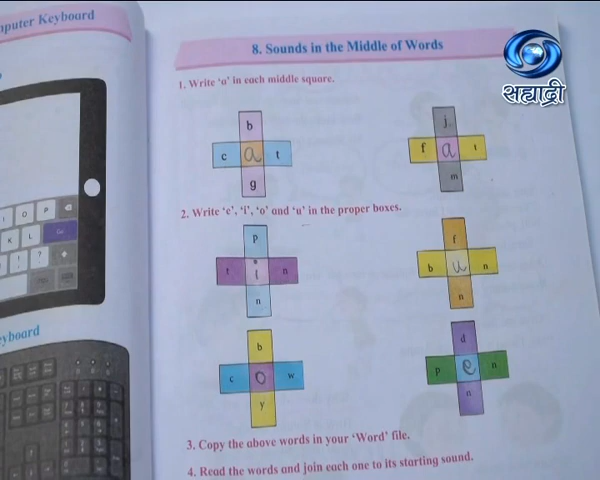 mputer Keyboard
8. Sounds in the Middle of Words
सह्याद्री
1. Write 'a' in each middle square.
b
c a t
g
j
f a t
m
2. Write 'e', 'i', 'o' and 'u' in the proper boxes.
p
t i n
n
f
b u n
n
b
c o w
y
d
p e n
n
O P
K L
! ?
eyboard
3. Copy the above words in your 'Word' file.
4. Read the words and join each one to its starting sound.